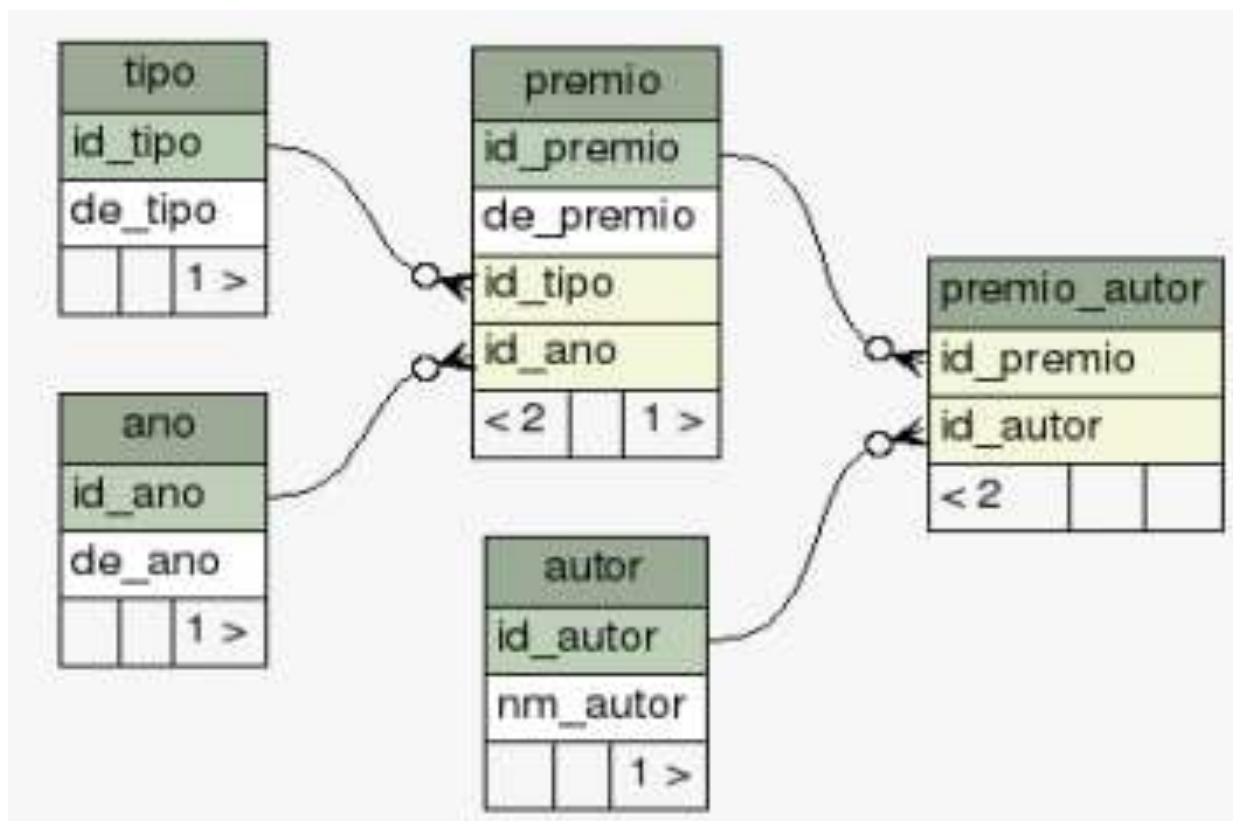 tipo
id_tipo
de_tipo
1 >
premio
id_premio
de_premio
id_tipo
id_ano
< 2 1 >
ano
id_ano
de_ano
1 >
autor
id_autor
nm_autor
1 >
premio_autor
id_premio
id_autor
< 2